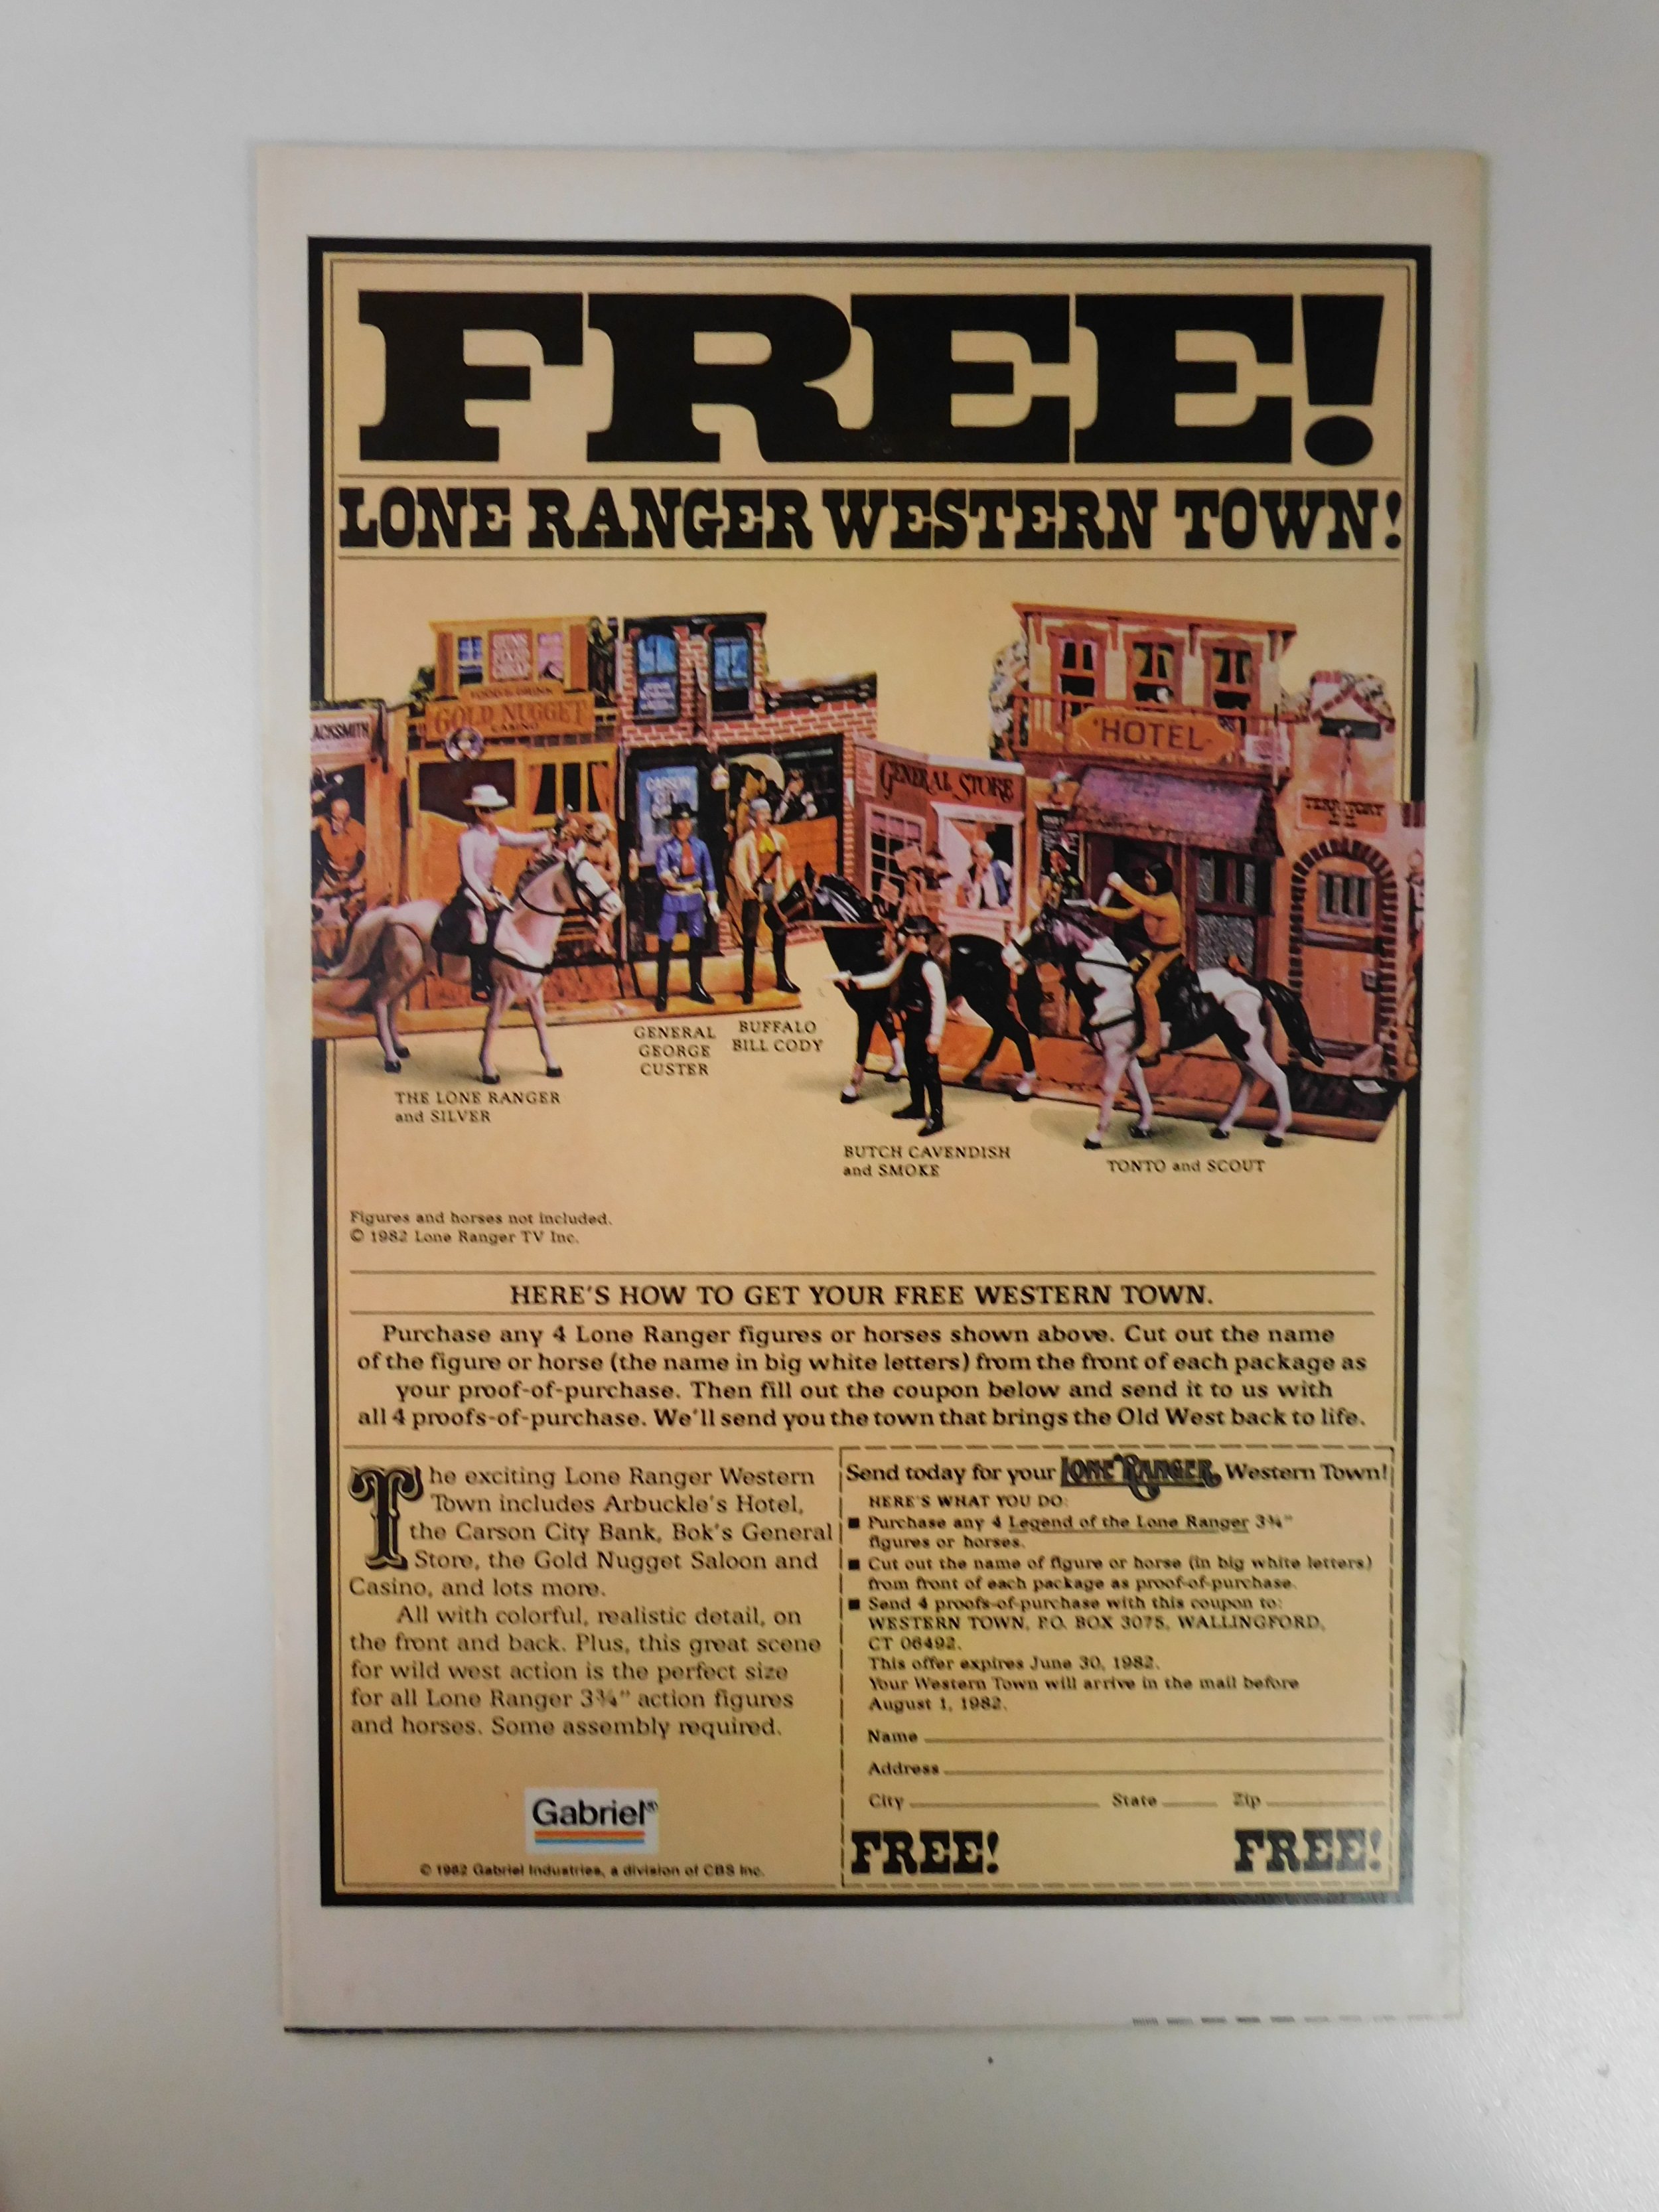 FREE!
LONE RANGER WESTERN TOWN!
ACKSMITH
FOOD & DRINK
GOLD NUGGET
CASINO
CARSON
GENERAL STORE
HOTEL
TERRITORY
GENERAL
GEORGE
CUSTER
BUFFALO
BILL CODY
THE LONE RANGER
and SILVER
BUTCH CAVENDISH
and SMOKE
TONTO and SCOUT
Figures and horses not included.
© 1982 Lone Ranger TV Inc.
HERE'S HOW TO GET YOUR FREE WESTERN TOWN.
Purchase any 4 Lone Ranger figures or horses shown above. Cut out the name
of the figure or horse (the name in big white letters) from the front of each package as
your proof-of-purchase. Then fill out the coupon below and send it to us with
all 4 proofs-of-purchase. We'll send you the town that brings the Old West back to life.
The exciting Lone Ranger Western
Town includes Arbuckle's Hotel,
the Carson City Bank, Bok's General
Store, the Gold Nugget Saloon and
Casino, and lots more.
All with colorful, realistic detail, on
the front and back. Plus, this great scene
for wild west action is the perfect size
for all Lone Ranger 3¾" action figures
and horses. Some assembly required.
Gabriel®
© 1982 Gabriel Industries, a division of CBS Inc.
Send today for your LONE RANGER Western Town!
HERE'S WHAT YOU DO:
■ Purchase any 4 Legend of the Lone Ranger 3¾"
figures or horses.
■ Cut out the name of figure or horse (in big white letters)
from front of each package as proof-of-purchase.
■ Send 4 proofs-of-purchase with this coupon to:
WESTERN TOWN, P.O. BOX 3075, WALLINGFORD,
CT 06492.
This offer expires June 30, 1982.
Your Western Town will arrive in the mail before
August 1, 1982.
Name
Address
City State Zip
FREE! FREE!